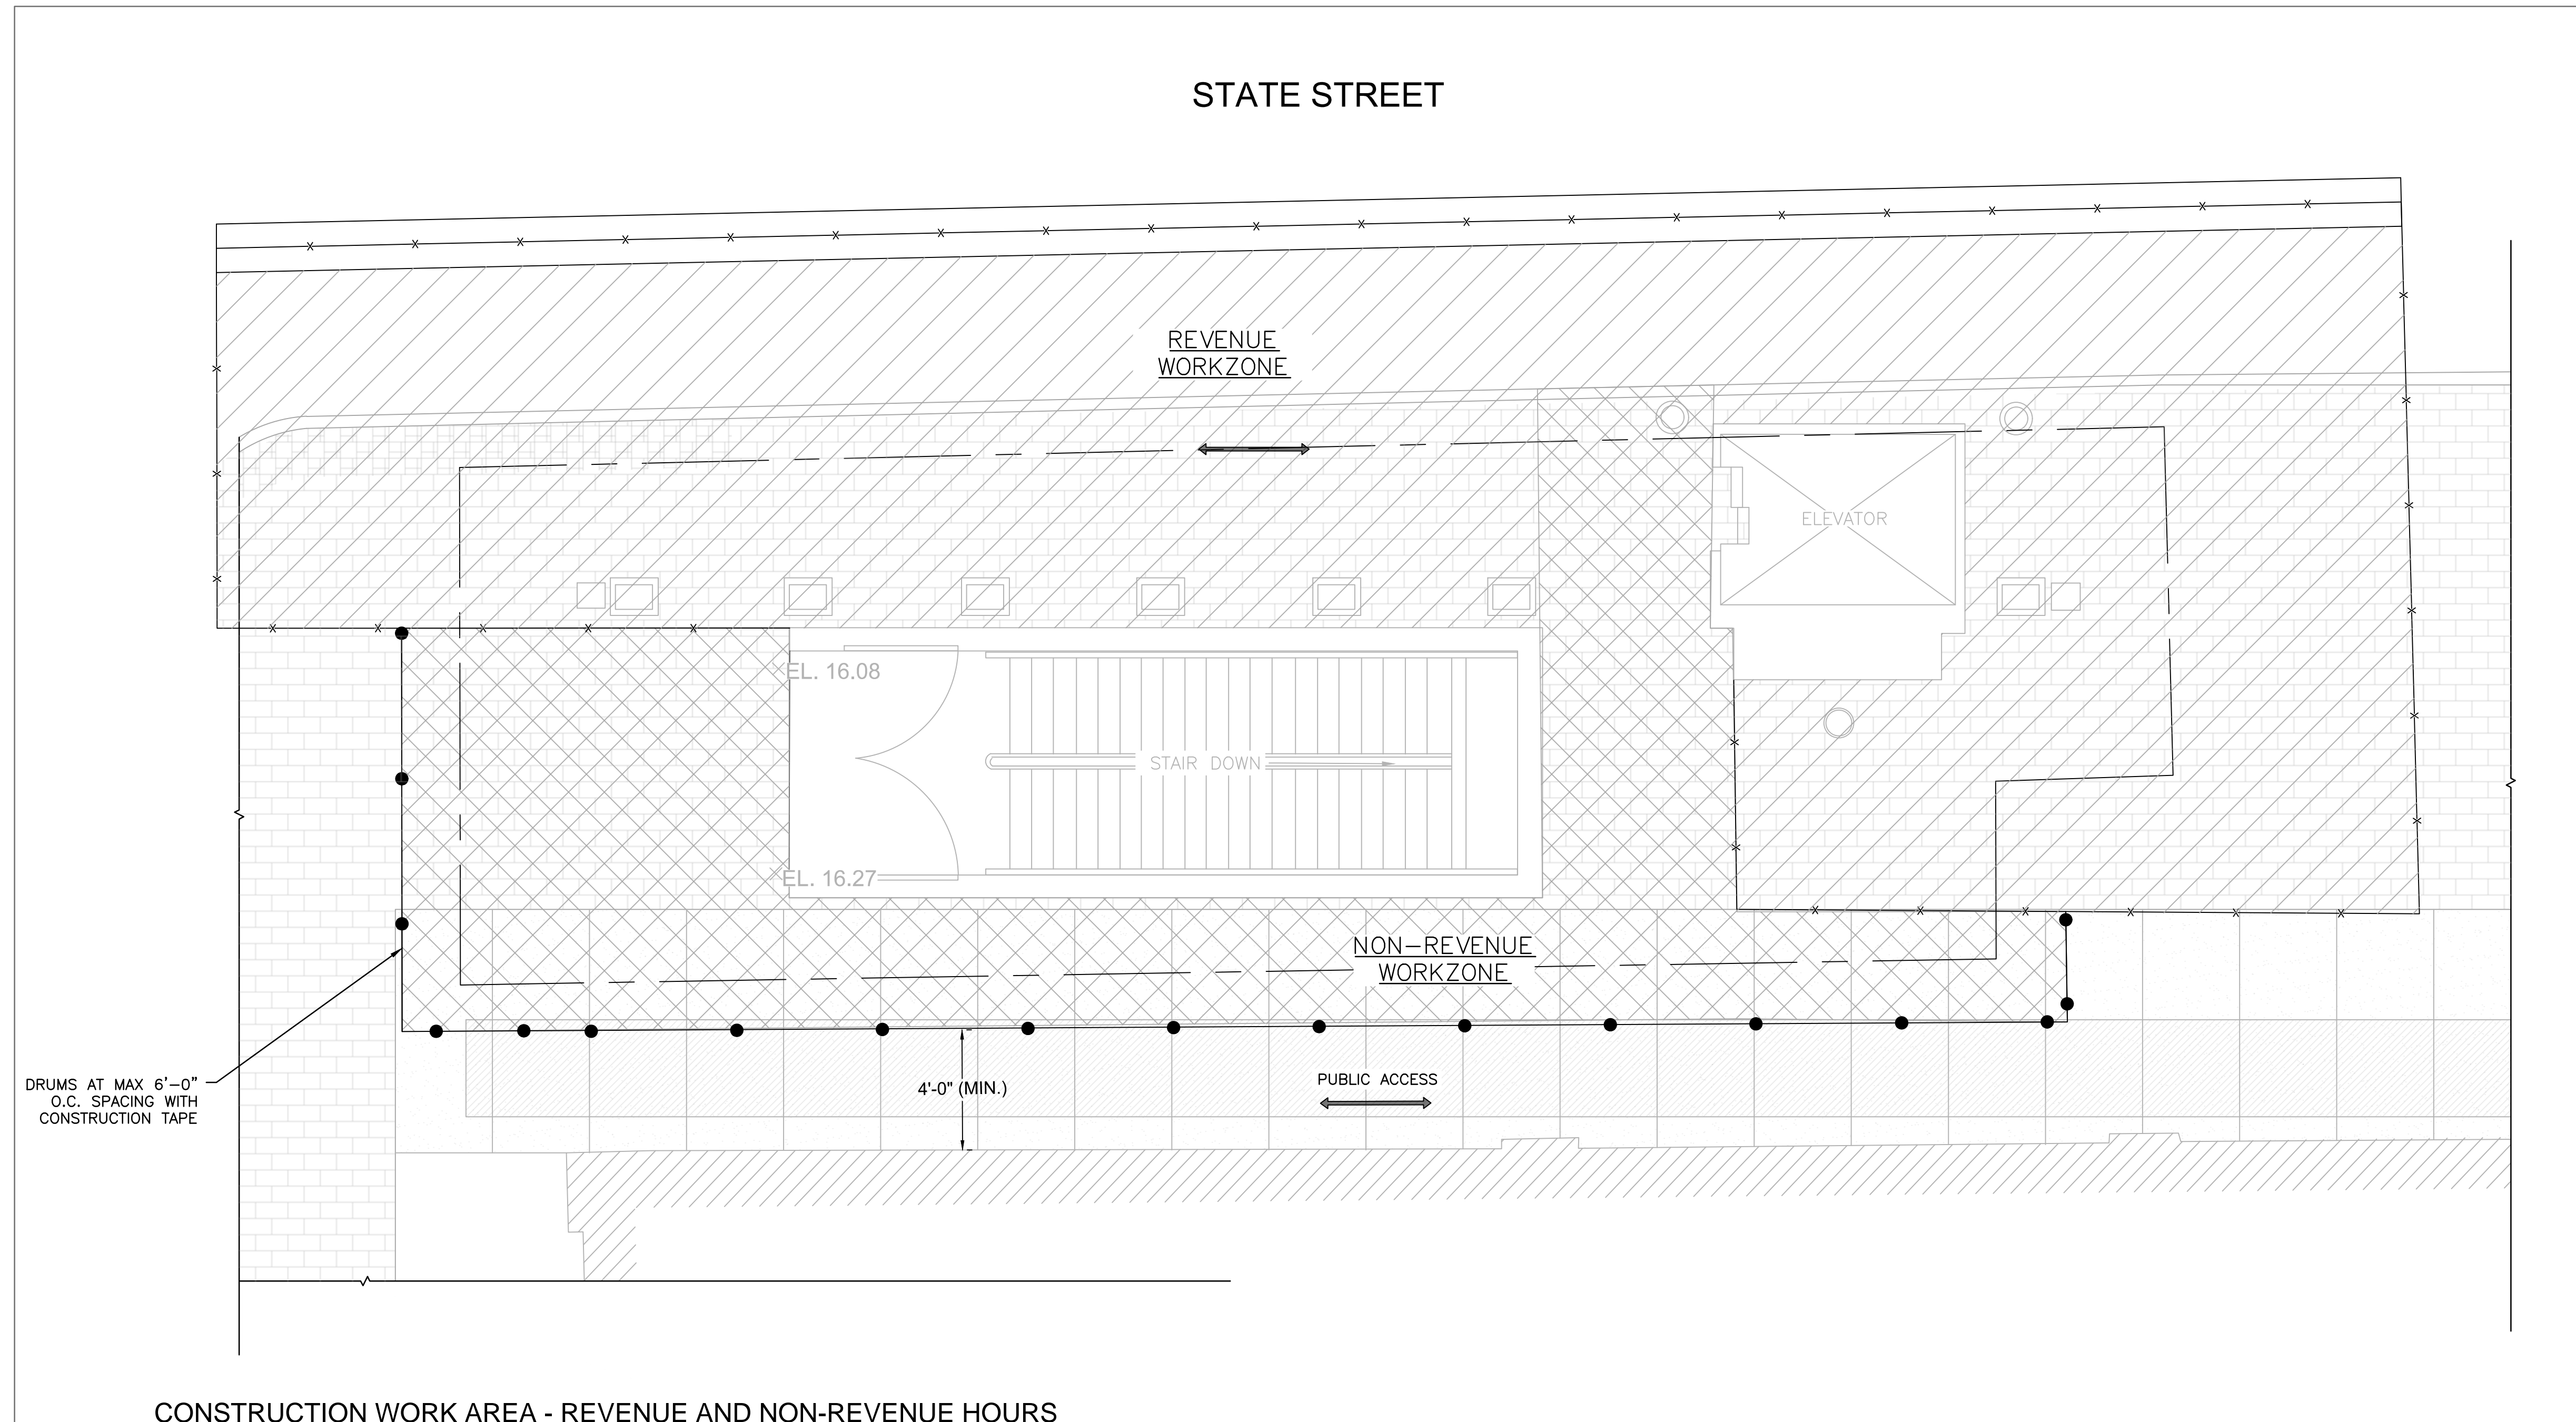 STATE STREET
REVENUE
WORKZONE
ELEVATOR
EL. 16.08
STAIR DOWN
EL. 16.27
NON-REVENUE
WORKZONE
DRUMS AT MAX 6'-0"
O.C. SPACING WITH
CONSTRUCTION TAPE
4'-0" (MIN.)
PUBLIC ACCESS
CONSTRUCTION WORK AREA - REVENUE AND NON-REVENUE HOURS